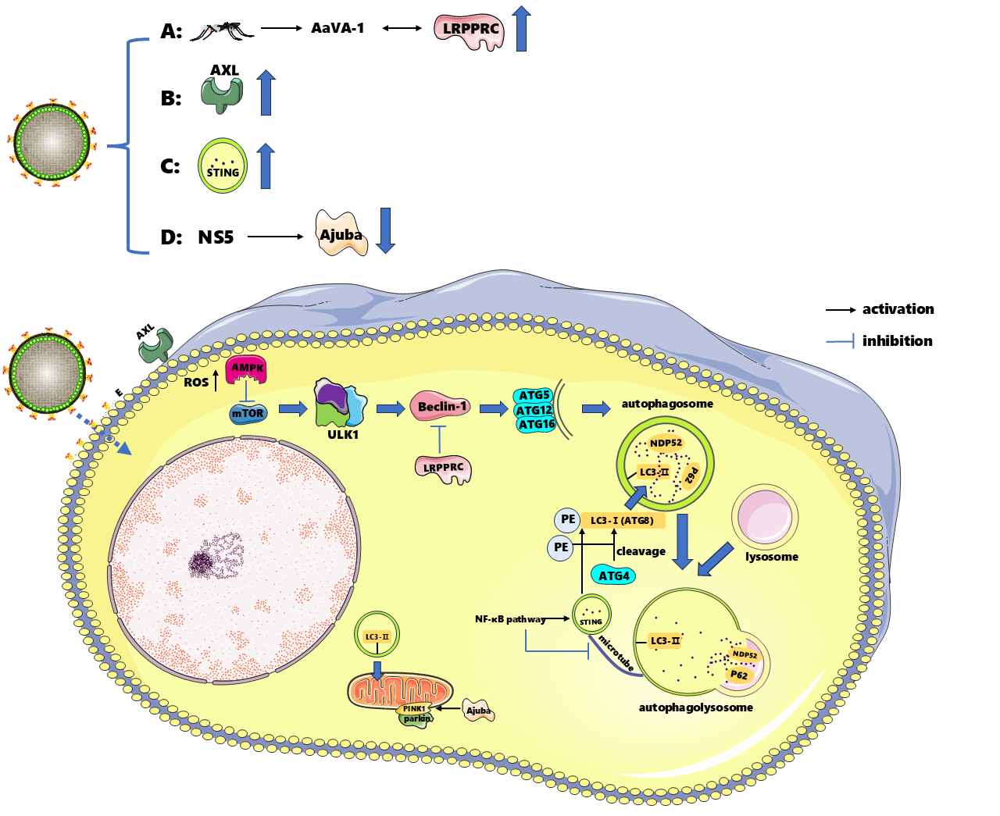 A:
AaVA-1
LRPPRC
AXL
B:
C:
STING
D:
NS5
Ajuba
activation
inhibition
AXL
E
ROS
AMPK
mTOR
ULK1
Beclin-1
LRPPRC
ATG5
ATG12
ATG16
autophagosome
NDP52
LC3-II
P62
PE
LC3-I (ATG8)
PE
cleavage
ATG4
lysosome
NF-κB pathway
STING
microtube
LC3-II
NDP52
P62
autophagolysosome
LC3-II
PINK1
parkin
Ajuba